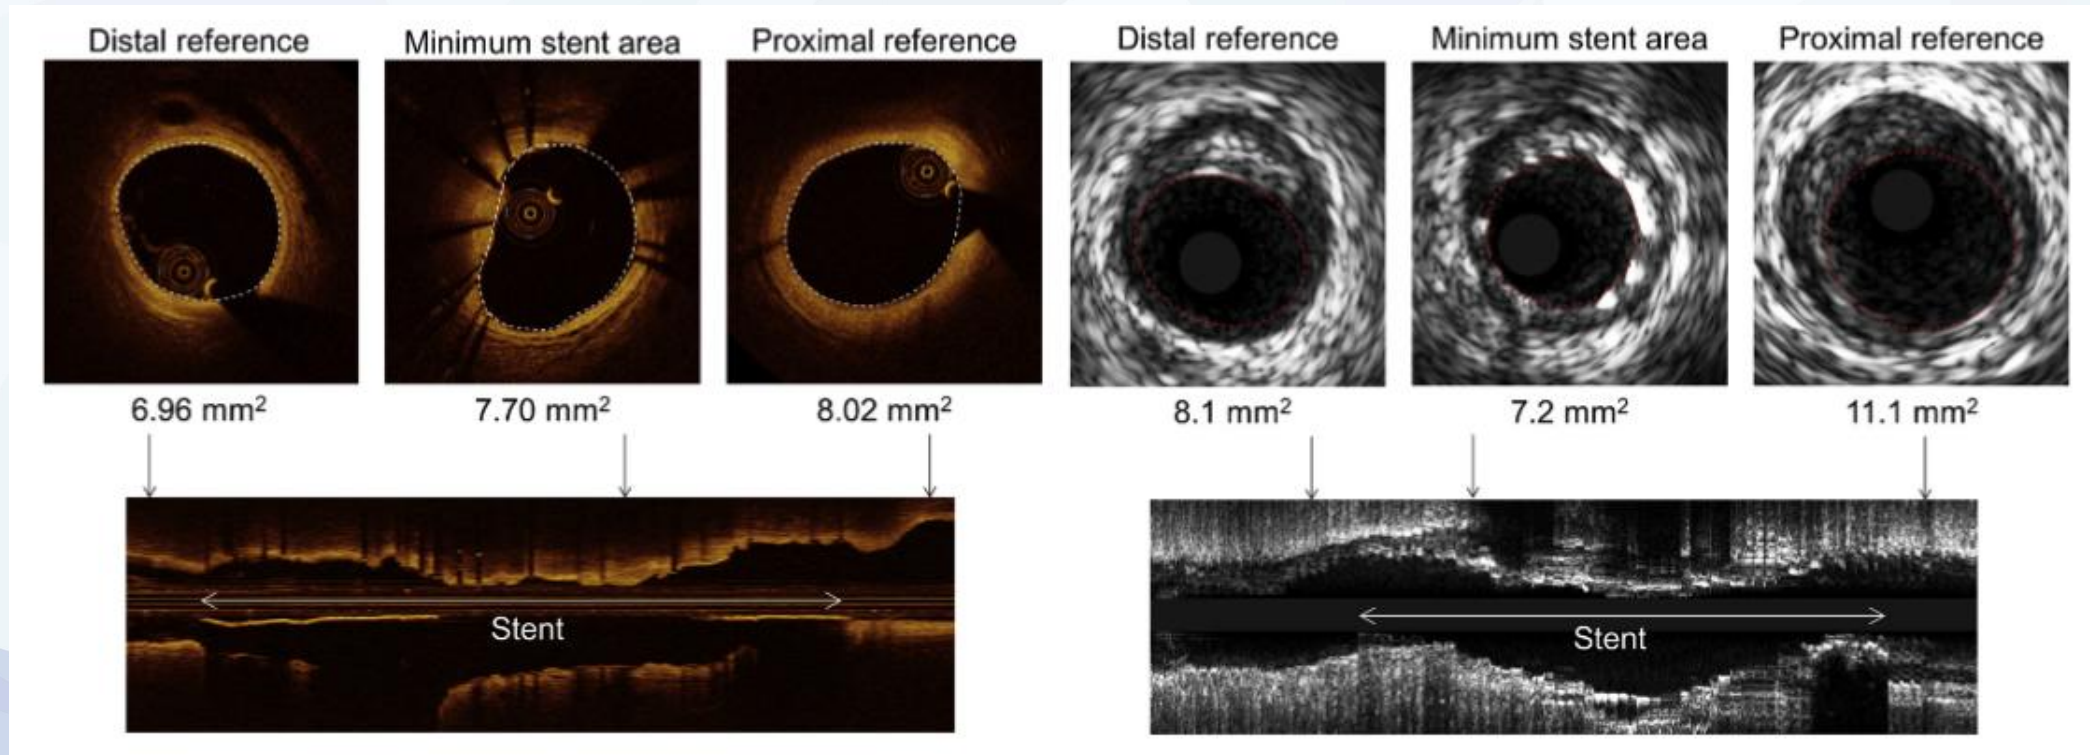 Distal reference
Minimum stent area
Proximal reference
Distal reference
Minimum stent area
Proximal reference
6.96 mm²
7.70 mm²
8.02 mm²
8.1 mm²
7.2 mm²
11.1 mm²
Stent
Stent